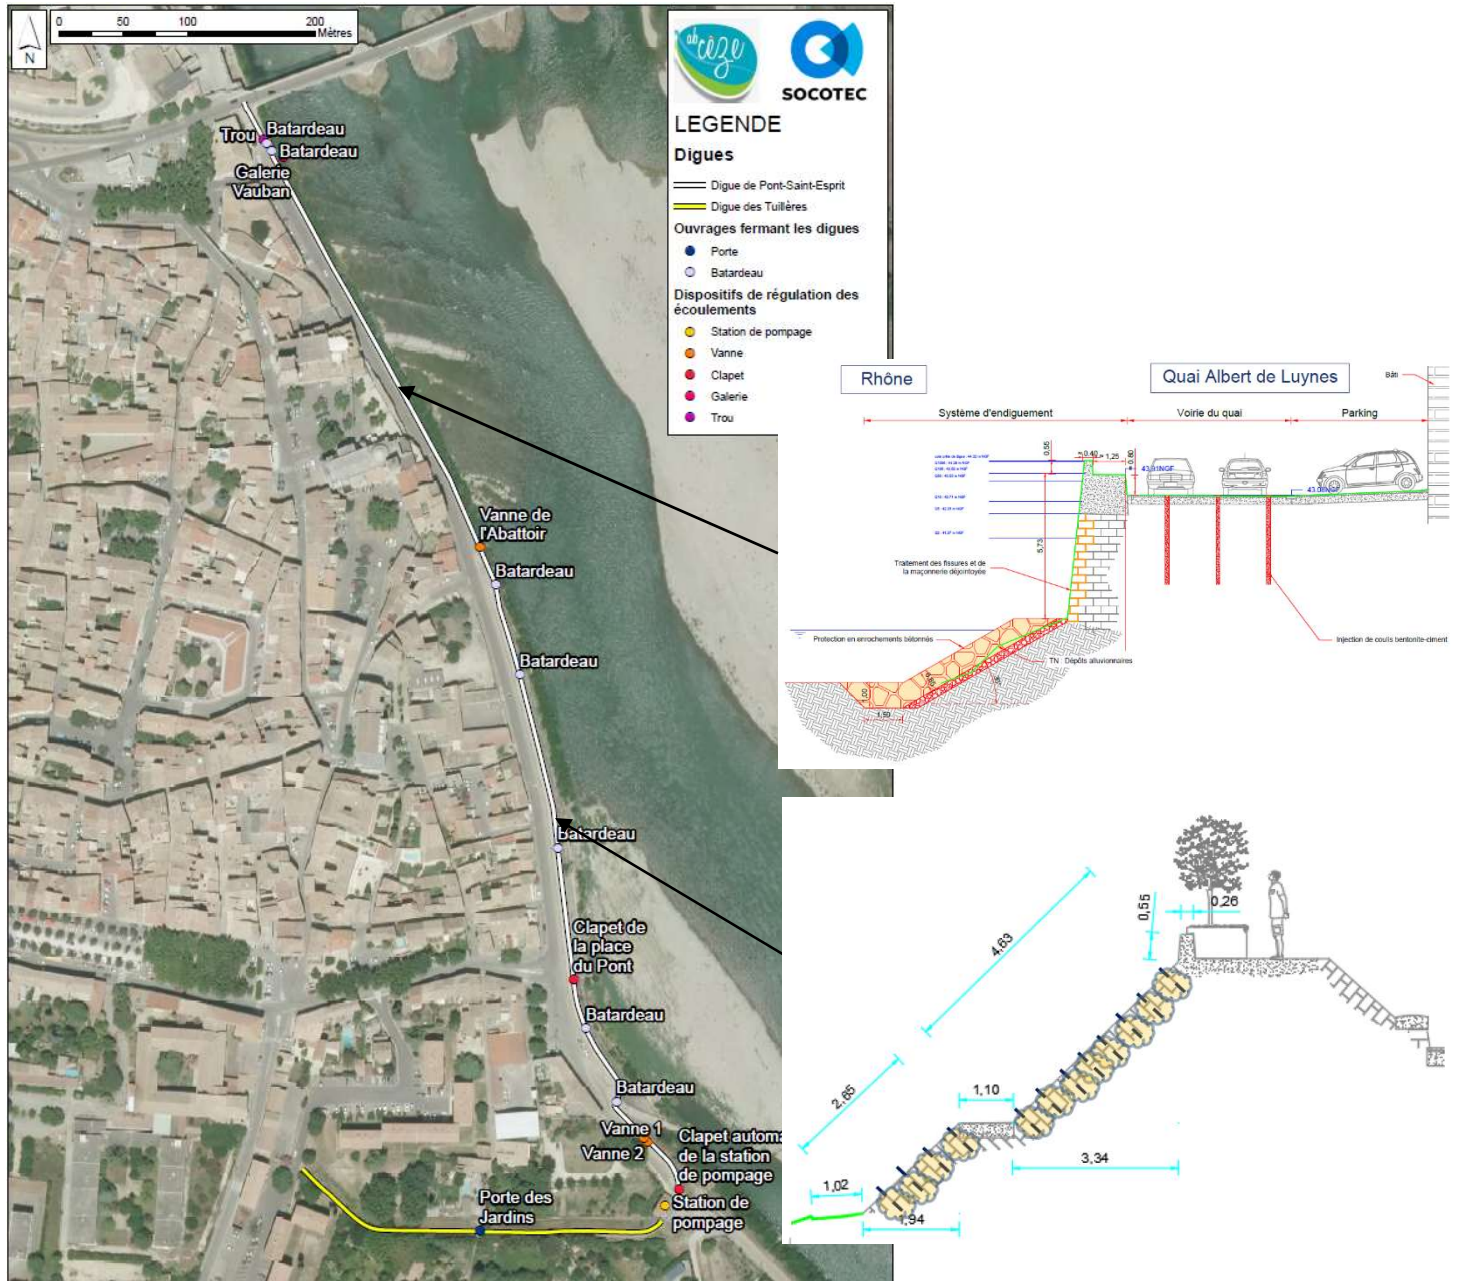 0 50 100 200
Mètres
N
ab
cèze
SOCOTEC
LEGENDE
Digues
Digue de Pont-Saint-Esprit
Digue des Tuillères
Ouvrages fermant les digues
Porte
Batardeau
Dispositifs de régulation des
écoulements
Station de pompage
Vanne
Clapet
Galerie
Trou
Trou
Batardeau
Batardeau
Galerie
Vauban
Vanne de
l'Abattoir
Batardeau
Batardeau
Batardeau
Clapet de
la place
du Pont
Batardeau
Batardeau
Vanne 1
Vanne 2
Clapet automa
de la station
de pompage
Station de
pompage
Porte des
Jardins
Rhône
Quai Albert de Luynes
Bâti
Système d'endiguement
Voirie du quai
Parking
0,55
0,40
1,25
0,80
5,73
Traitement des fissures et de
la maçonnerie déjointoyée
Protection en enrochements bétonnés
TN : Dépôts alluvionnaires
Injection de coulis bentonite-ciment
1,00
1,50
0,55
0,26
4,63
2,65
1,10
3,34
1,02
1,94